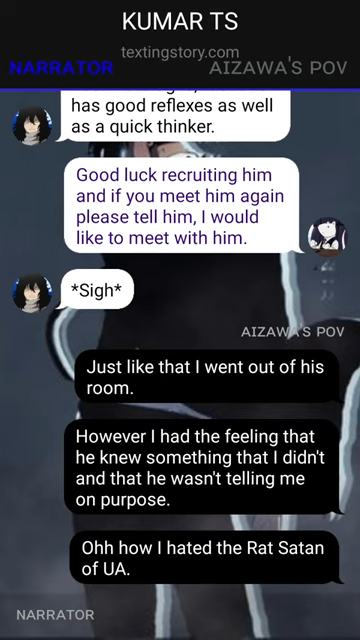 KUMAR TS
textingstory.com
NARRATOR
AIZAWA'S POV
has good reflexes as well
as a quick thinker.
Good luck recruiting him
and if you meet him again
please tell him, I would
like to meet with him.
*Sigh*
AIZAWA'S POV
Just like that I went out of his
room.
However I had the feeling that
he knew something that I didn't
and that he wasn't telling me
on purpose.
Ohh how I hated the Rat Satan
of UA.
NARRATOR